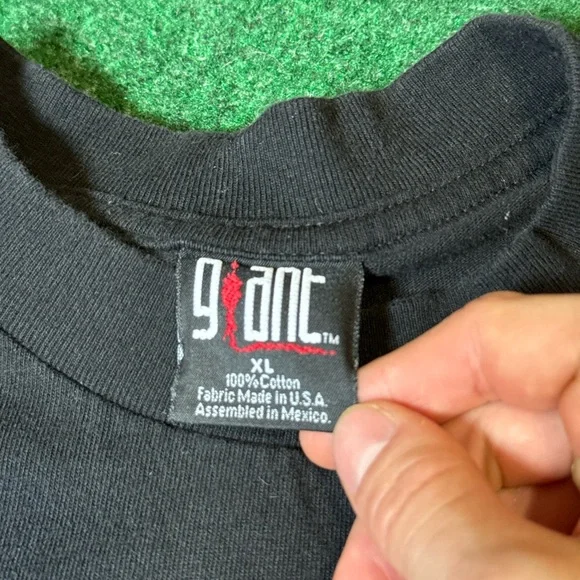 giant™
XL
100% Cotton
Fabric Made in U.S.A.
Assembled in Mexico.